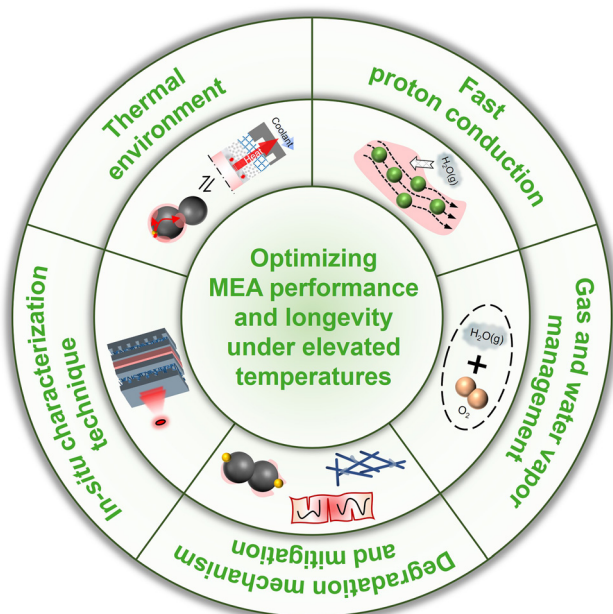 Optimizing
MEA performance
and longevity
under elevated
temperatures
Thermal
environment
Heat
Coolant
Fast
proton conduction
H₂O(g)
Gas and water vapor
management
H₂O(g)
+
O₂
Degradation mechanism
and mitigation
In-situ characterization
technique